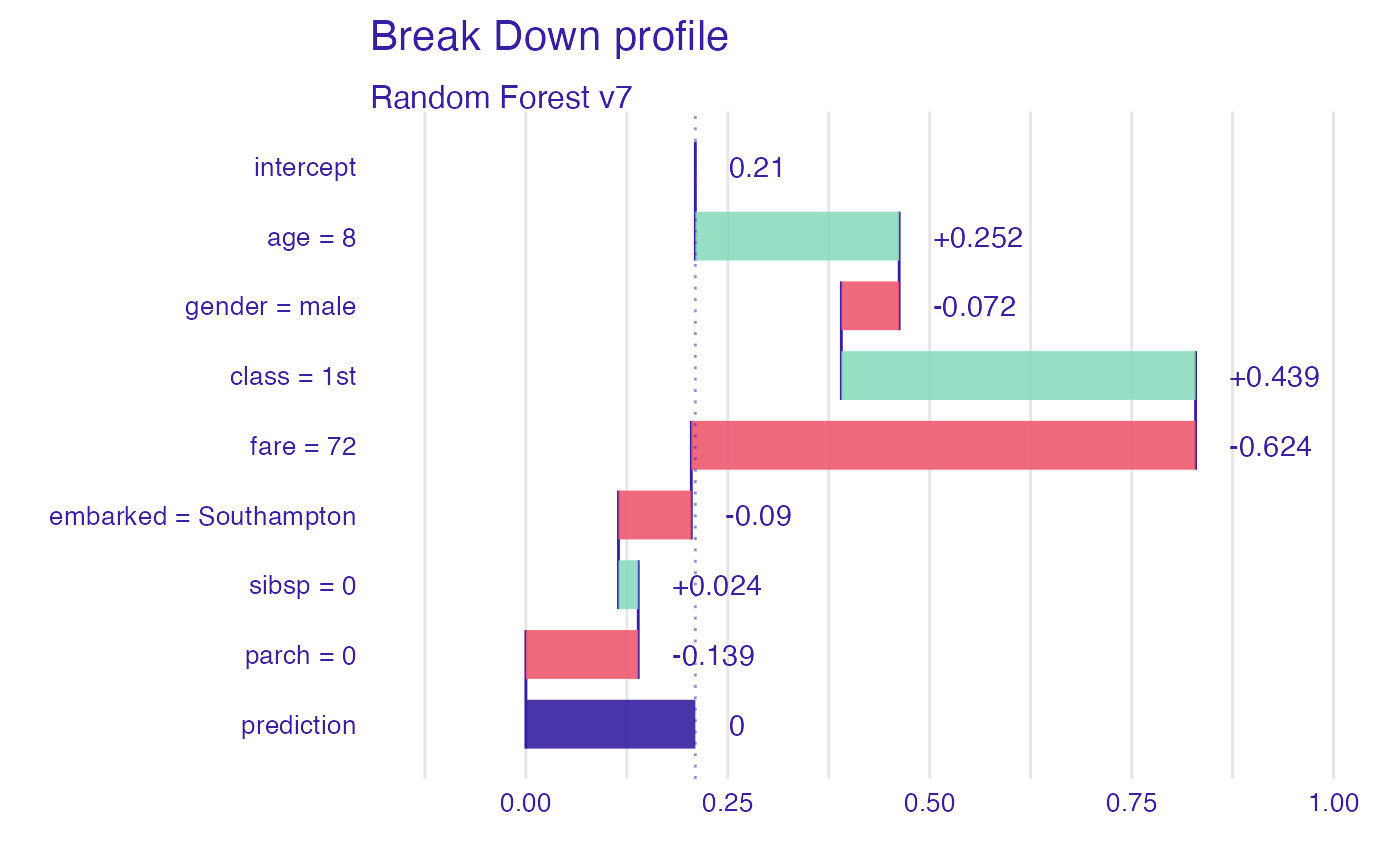 Break Down profile
Random Forest v7
intercept 0.21
age = 8 +0.252
gender = male -0.072
class = 1st +0.439
fare = 72 -0.624
embarked = Southampton -0.09
sibsp = 0 +0.024
parch = 0 -0.139
prediction 0
0.00 0.25 0.50 0.75 1.00